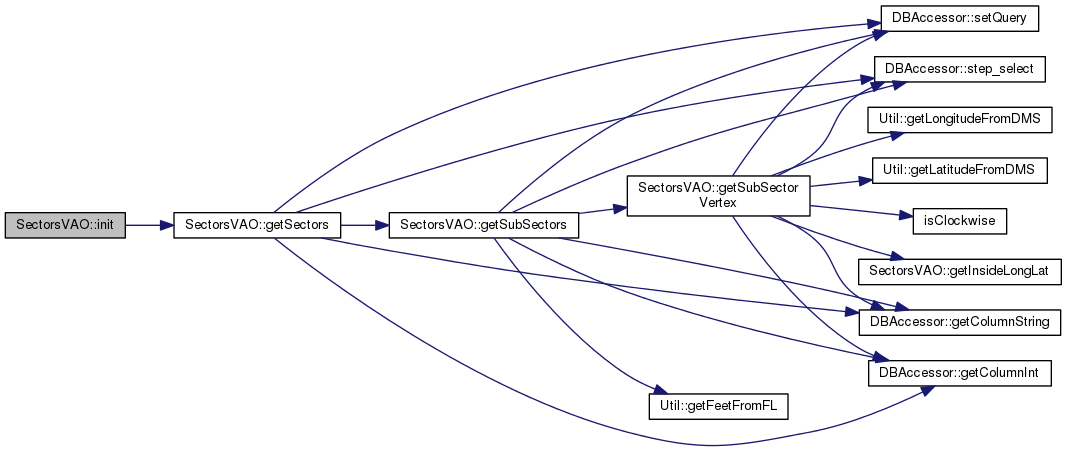 SectorsVAO::init
SectorsVAO::getSectors
SectorsVAO::getSubSectors
SectorsVAO::getSubSector
Vertex
Util::getFeetFromFL
DBAccessor::setQuery
DBAccessor::step_select
Util::getLongitudeFromDMS
Util::getLatitudeFromDMS
isClockwise
SectorsVAO::getInsideLongLat
DBAccessor::getColumnString
DBAccessor::getColumnInt